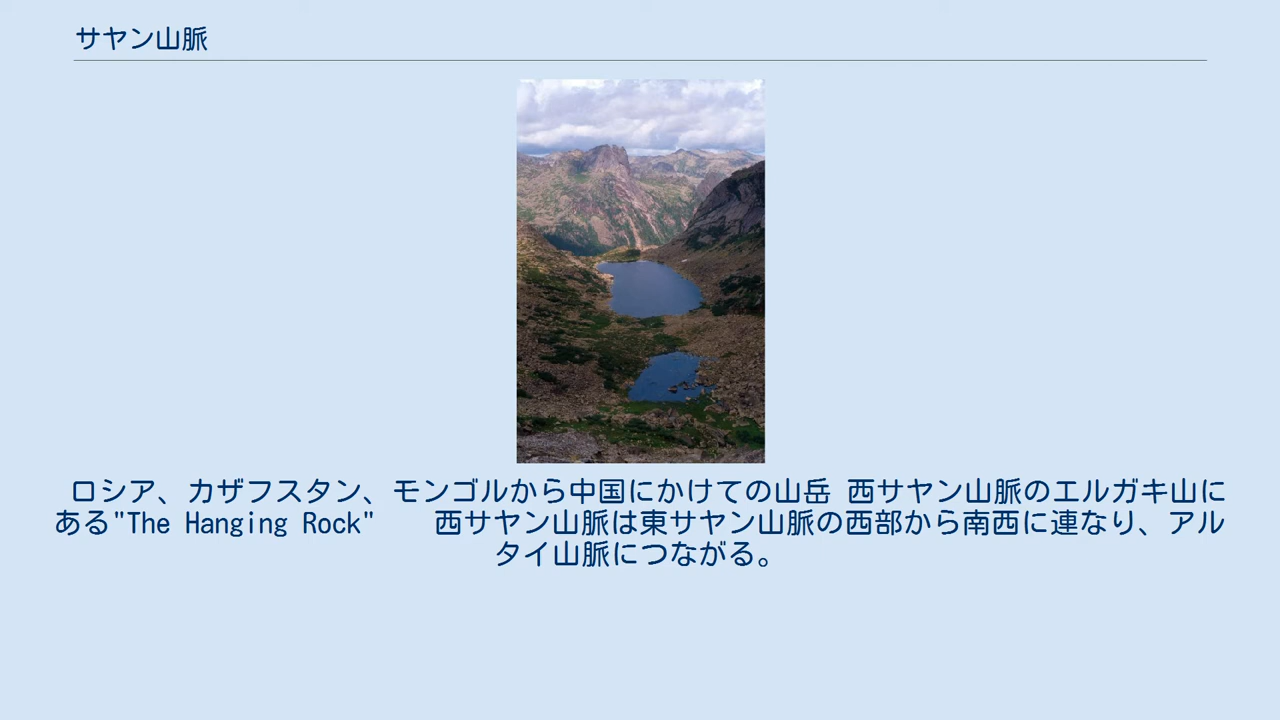 サヤン山脈
ロシア、カザフスタン、モンゴルから中国にかけての山岳 西サヤン山脈のエルガキ山に
ある"The Hanging Rock"　　西サヤン山脈は東サヤン山脈の西部から南西に連なり、アル
タイ山脈につながる。